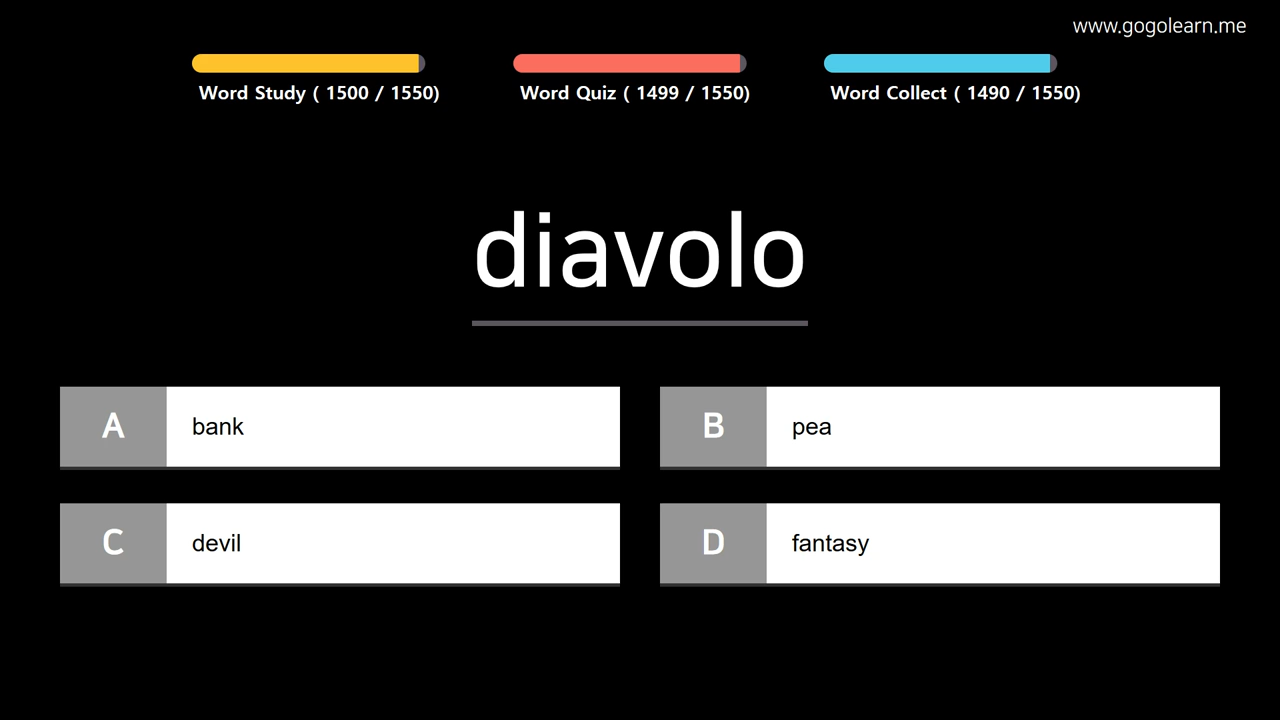 www.gogolearn.me
Word Study ( 1500 / 1550)
Word Quiz ( 1499 / 1550)
Word Collect ( 1490 / 1550)
diavolo
A bank
B pea
C devil
D fantasy